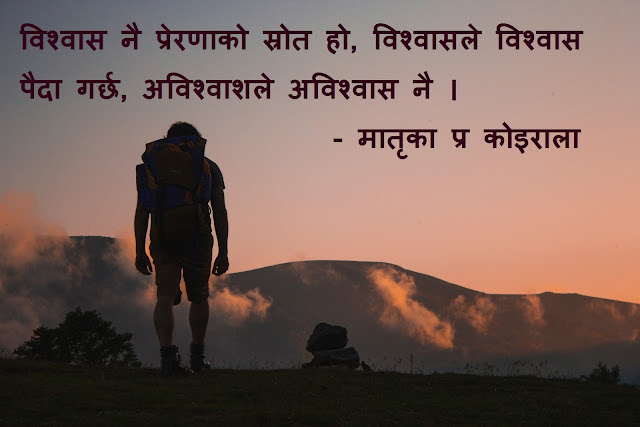 विश्वास नै प्रेरणाको स्रोत हो, विश्वासले विश्वास
पैदा गर्छ, अविश्वाशले अविश्वास नै ।
- मातृका प्र कोइराला